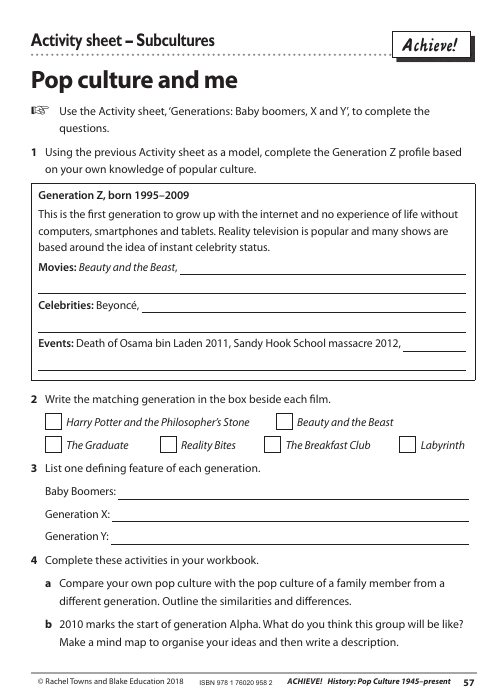 Activity sheet – Subcultures
Achieve!
Pop culture and me
Use the Activity sheet, 'Generations: Baby boomers, X and Y', to complete the
questions.
1 Using the previous Activity sheet as a model, complete the Generation Z profile based
on your own knowledge of popular culture.
Generation Z, born 1995–2009
This is the first generation to grow up with the internet and no experience of life without
computers, smartphones and tablets. Reality television is popular and many shows are
based around the idea of instant celebrity status.
Movies: Beauty and the Beast,
Celebrities: Beyoncé,
Events: Death of Osama bin Laden 2011, Sandy Hook School massacre 2012,
2 Write the matching generation in the box beside each film.
Harry Potter and the Philosopher's Stone Beauty and the Beast
The Graduate Reality Bites The Breakfast Club Labyrinth
3 List one defining feature of each generation.
Baby Boomers:
Generation X:
Generation Y:
4 Complete these activities in your workbook.
a Compare your own pop culture with the pop culture of a family member from a
different generation. Outline the similarities and differences.
b 2010 marks the start of generation Alpha. What do you think this group will be like?
Make a mind map to organise your ideas and then write a description.
© Rachel Towns and Blake Education 2018 ISBN 978 1 76020 958 2 ACHIEVE! History: Pop Culture 1945–present 57